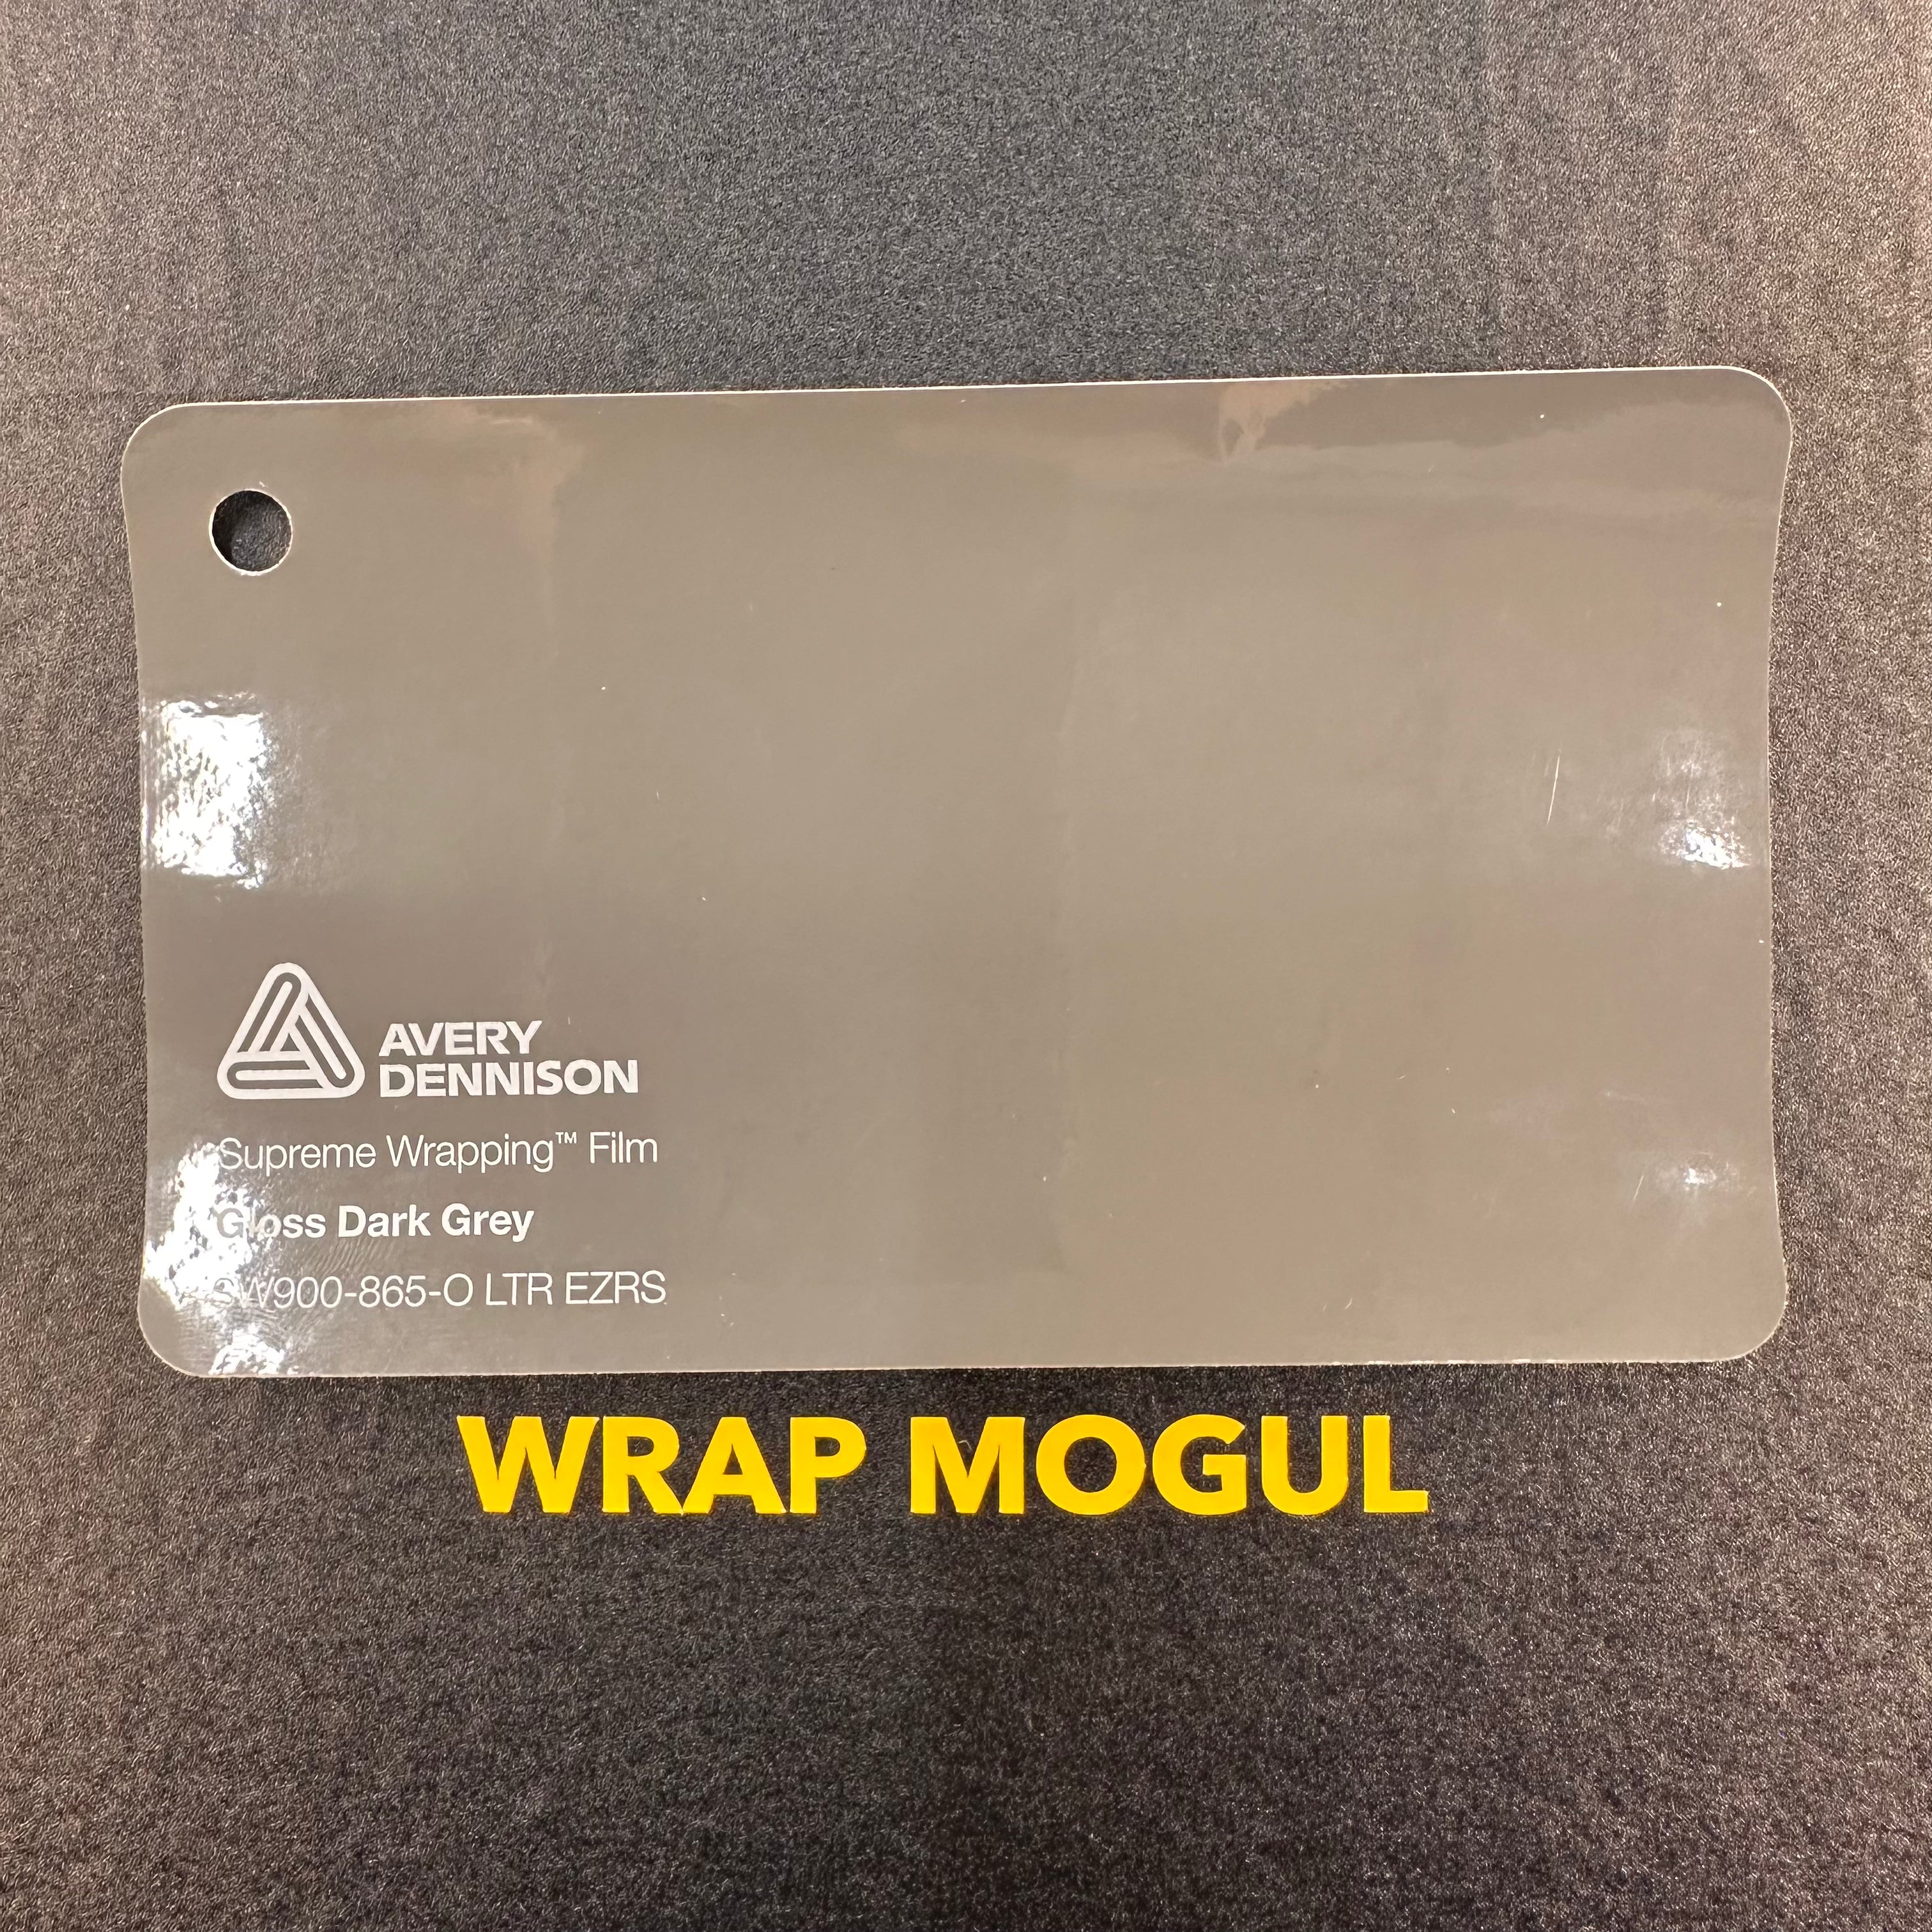 AVERY
DENNISON
Supreme Wrapping™ Film
Gloss Dark Grey
SW900-865-O LTR EZRS
WRAP MOGUL